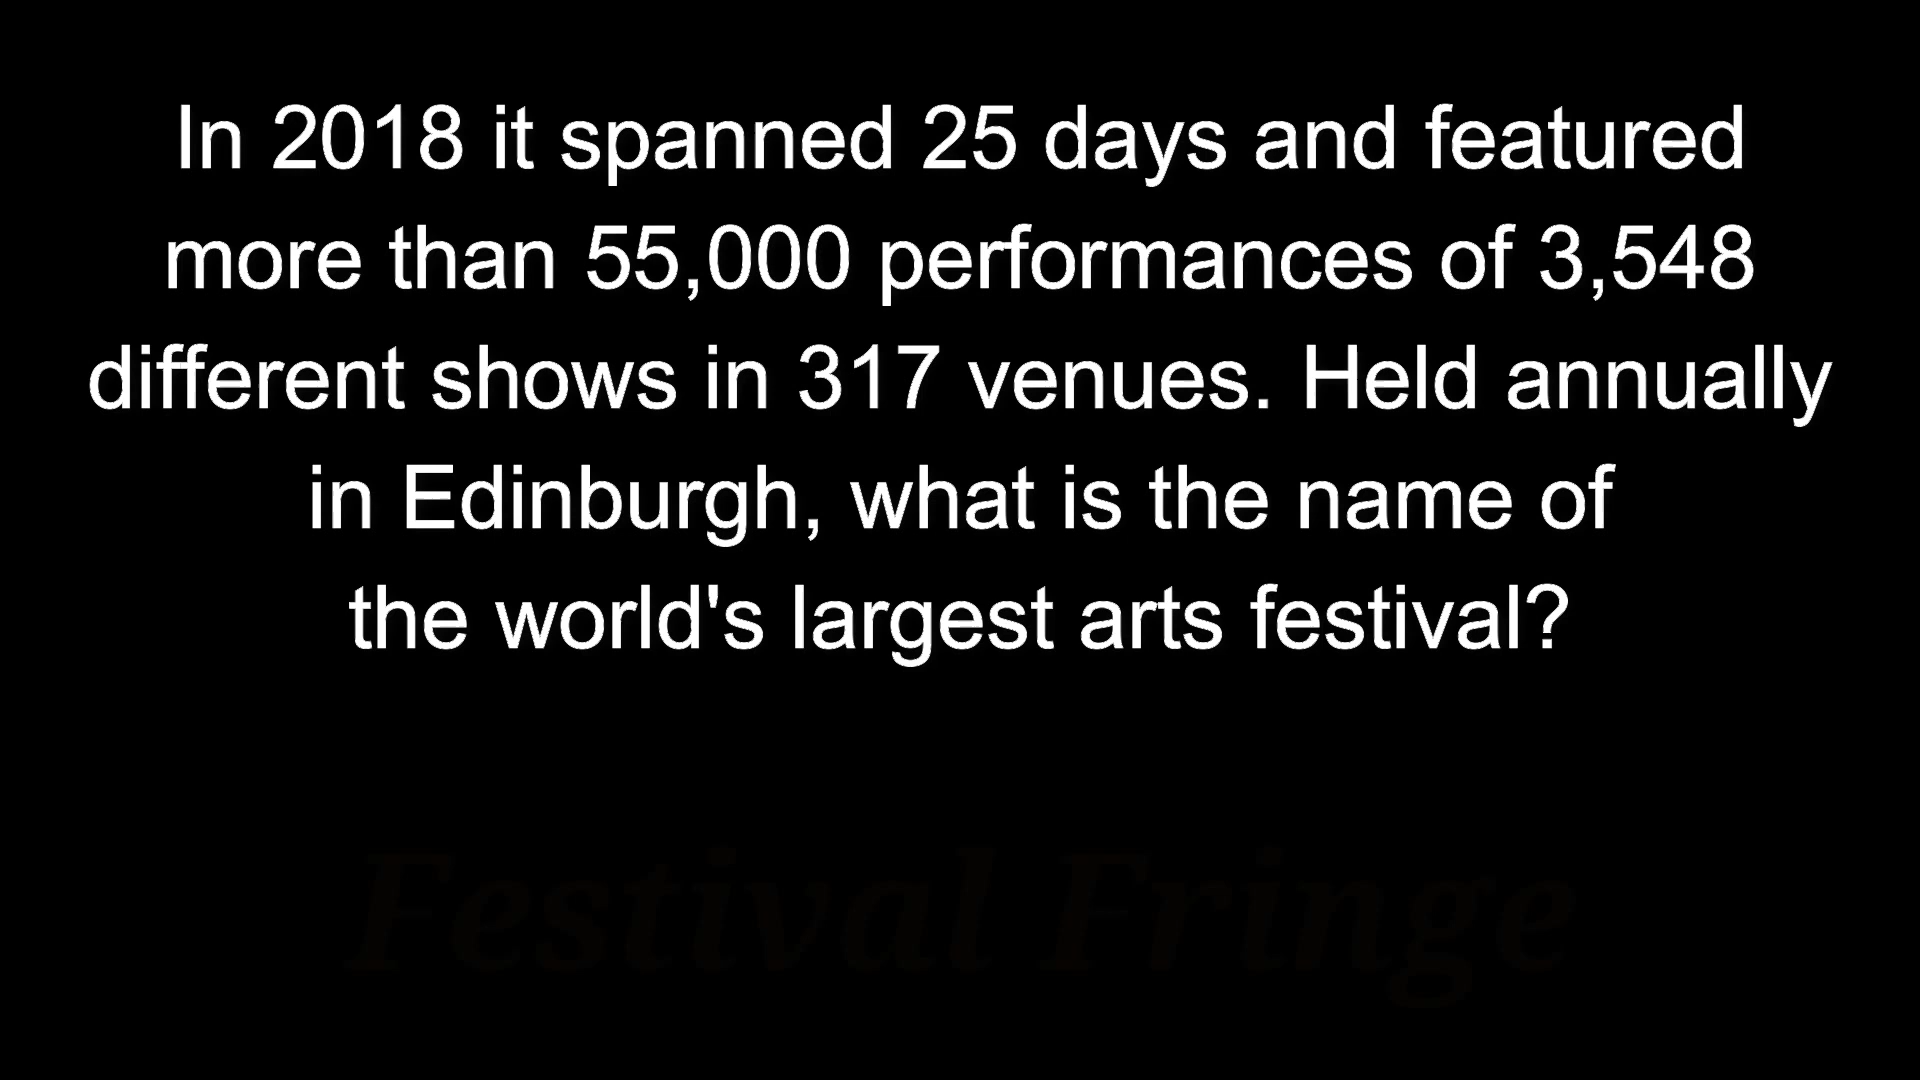 In 2018 it spanned 25 days and featured
more than 55,000 performances of 3,548
different shows in 317 venues. Held annually
in Edinburgh, what is the name of
the world's largest arts festival?
Festival Fringe